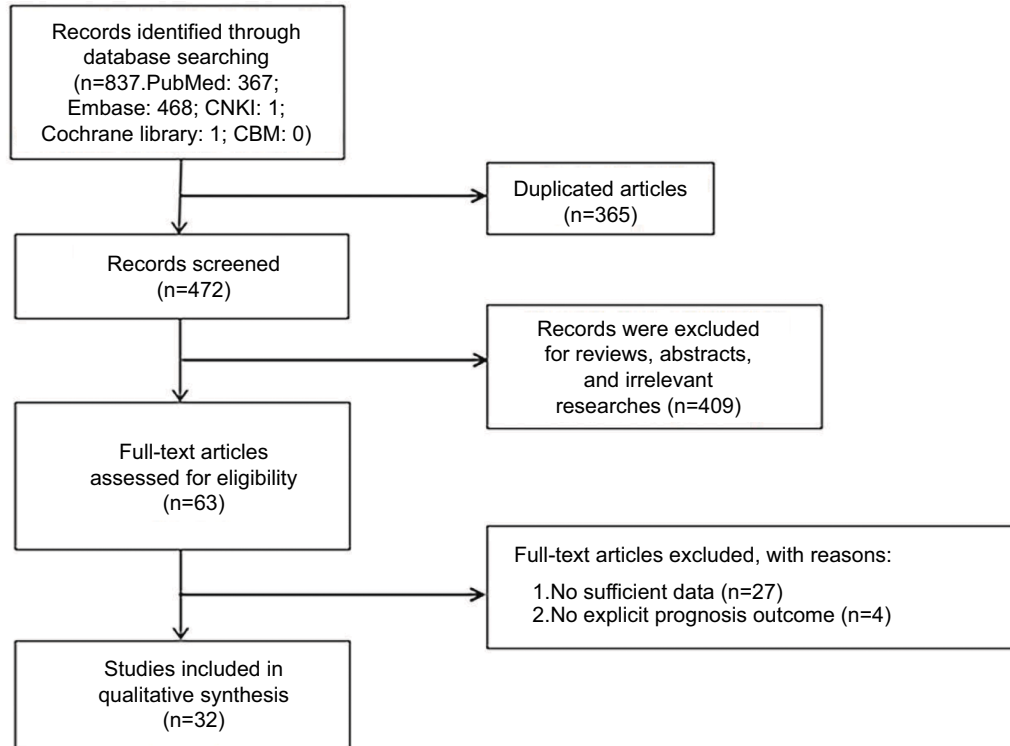 Records identified through
database searching
(n=837.PubMed: 367;
Embase: 468; CNKI: 1;
Cochrane library: 1; CBM: 0)
Duplicated articles
(n=365)
Records screened
(n=472)
Records were excluded
for reviews, abstracts,
and irrelevant
researches (n=409)
Full-text articles
assessed for eligibility
(n=63)
Full-text articles excluded, with reasons:
1.No sufficient data (n=27)
2.No explicit prognosis outcome (n=4)
Studies included in
qualitative synthesis
(n=32)